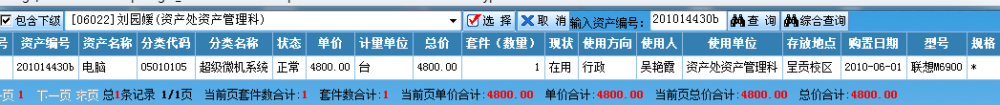 包含下级 [06022]刘园媛(资产处资产管理科) 选 择 取 消 输入资产编号: 201014430b 查 询 综合查询
号 资产编号 资产名称 分类代码 分类名称 状态 单价 计量单位 总价 套件（数量） 现状 使用方向 使用人 使用单位 存放地点 购置日期 型号 规格
201014430b 电脑 05010105 超级微机系统 正常 4800.00 台 4800.00 1 在用 行政 吴艳霞 资产处资产管理科 呈贡校区 2010-06-01 联想M6900 *
页 1 下一页 末页 总1条记录 1/1页 当前页套件数合计:1 套件数合计:1 当前页单价合计:4800.00 单价合计:4800.00 当前页总价合计:4800.00 总价合计:4800.00